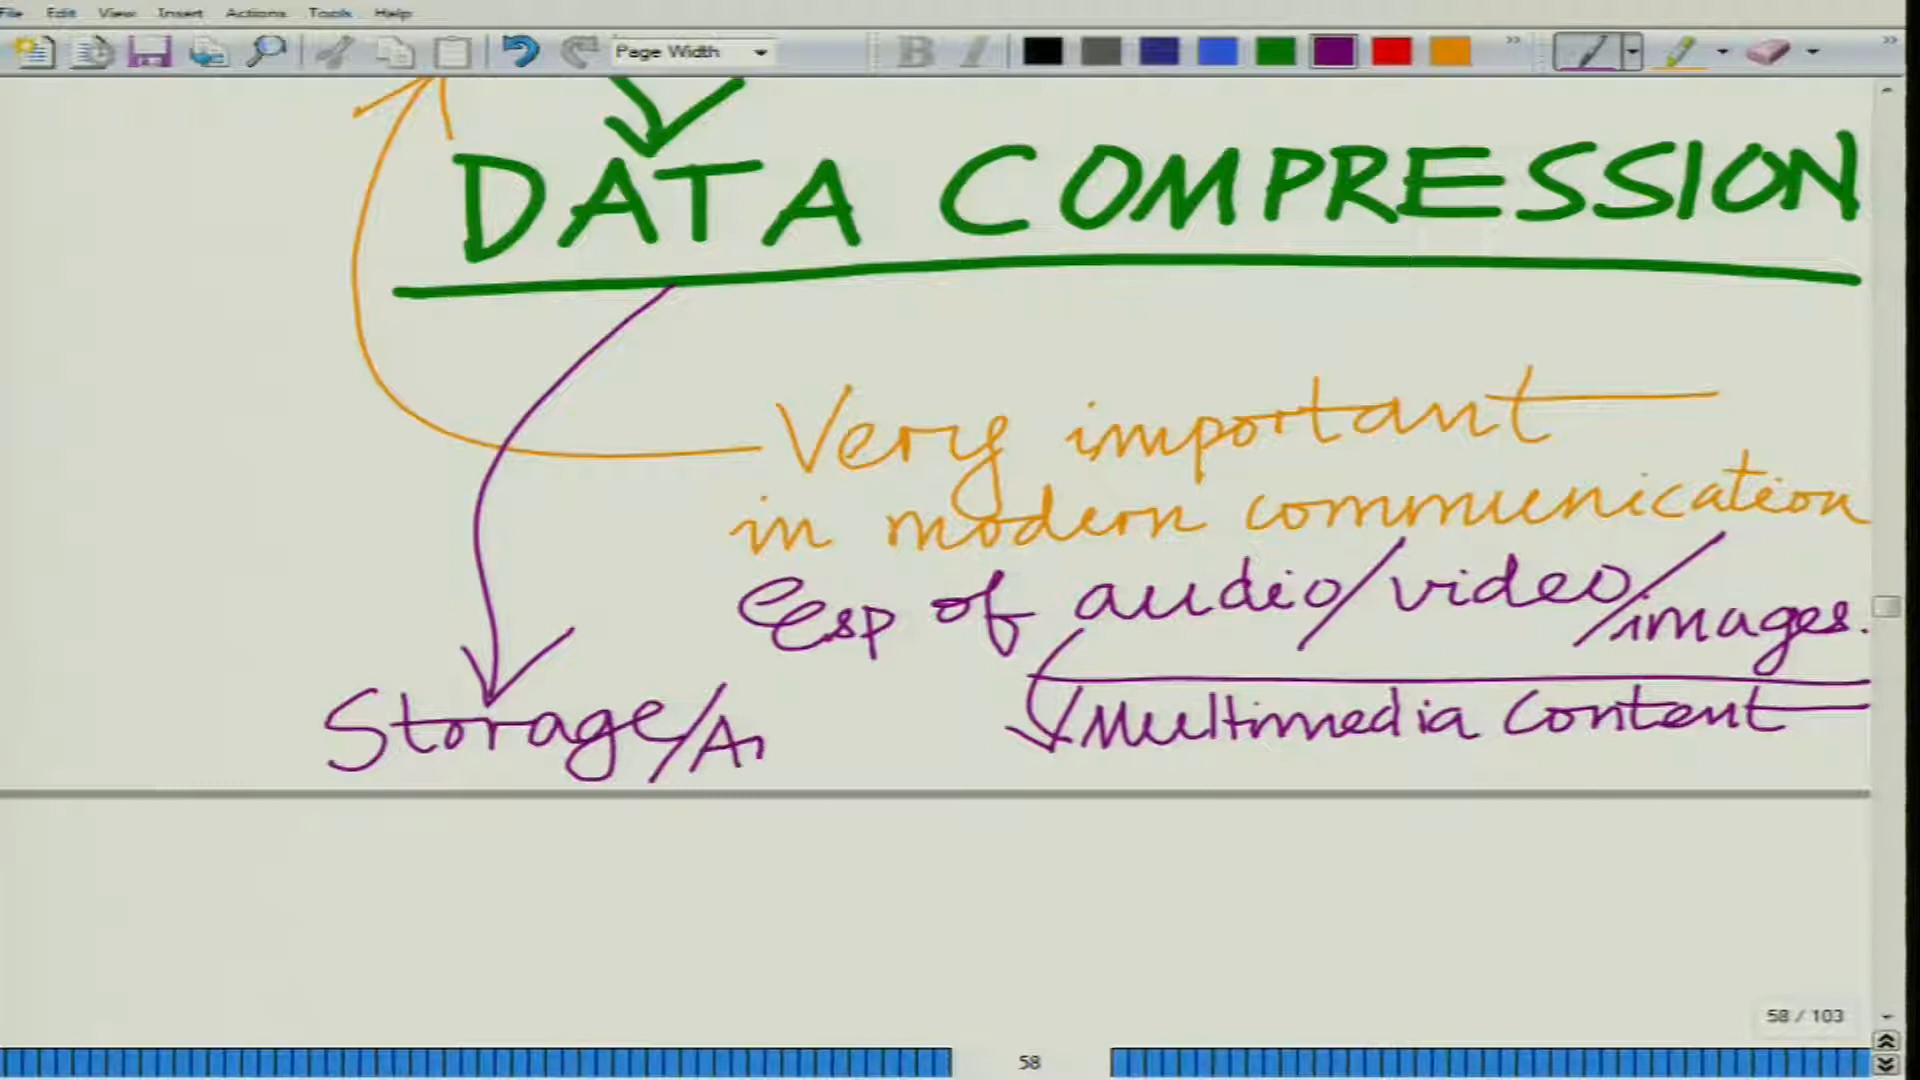 File Edit View Insert Actions Tools Help
Page Width
B I
DATA COMPRESSION
Very important
in modern communication
esp of audio/video/images.
Multimedia Content
Storage/Ar
58 / 103
58